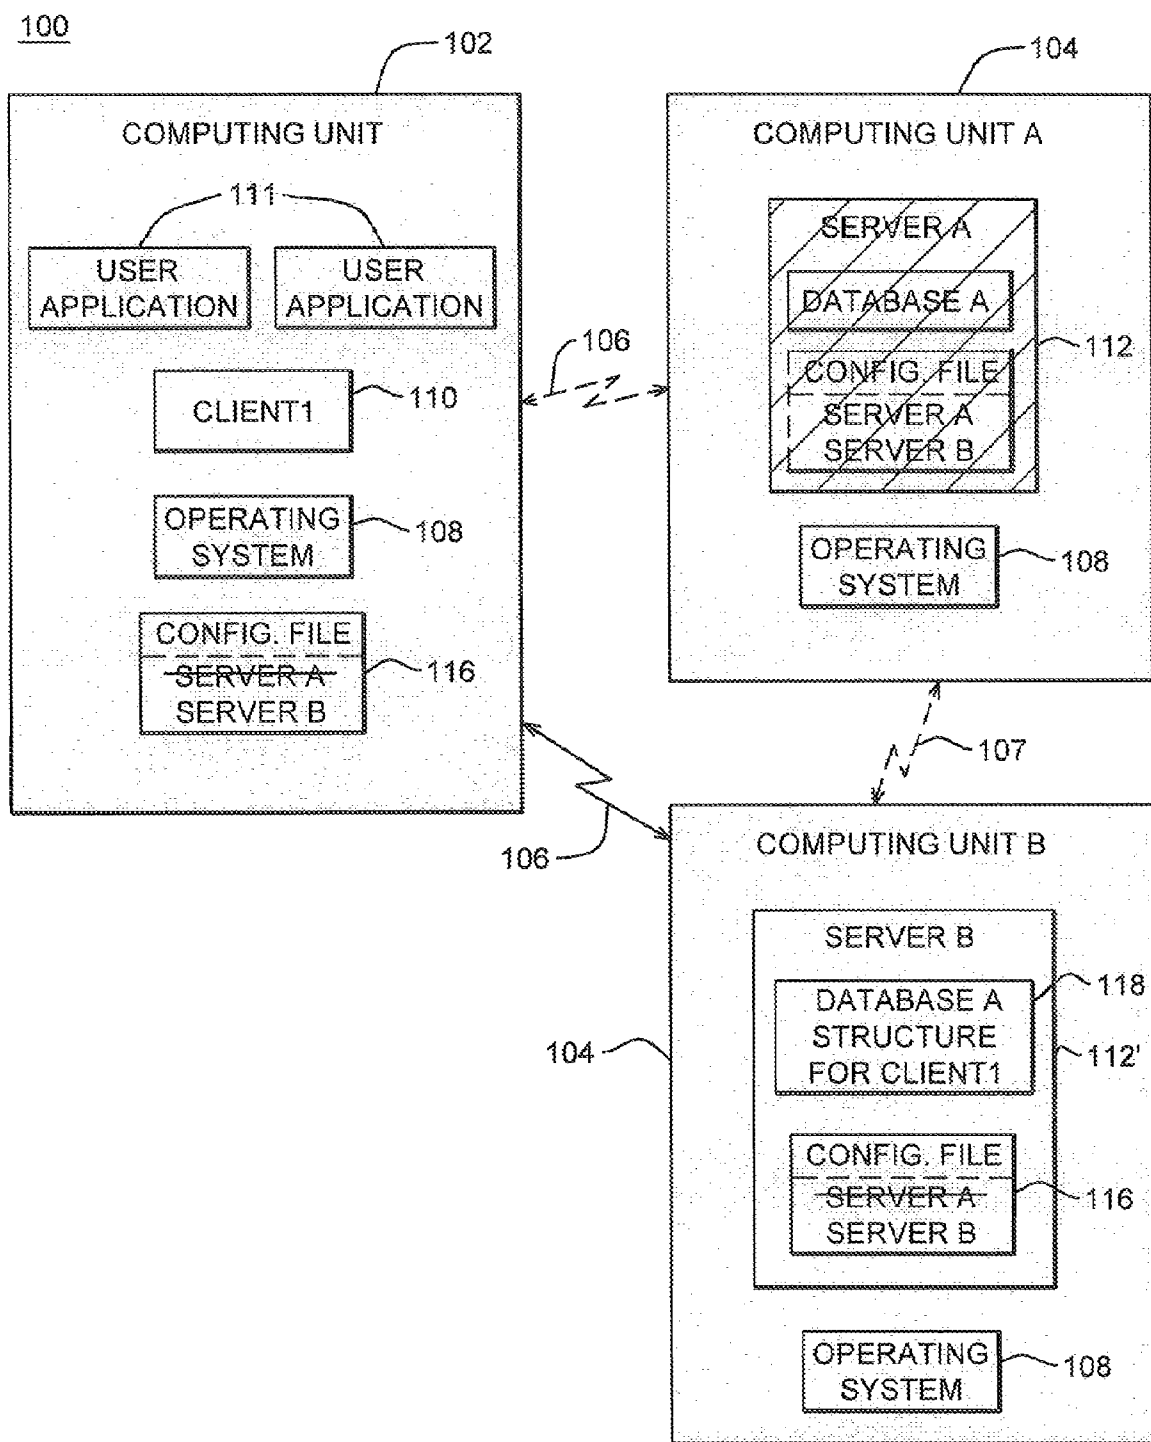 100
102
COMPUTING UNIT
111
USER
APPLICATION
USER
APPLICATION
CLIENT1
110
OPERATING
SYSTEM
108
CONFIG. FILE
SERVER A
SERVER B
116
106
104
COMPUTING UNIT A
SERVER A
DATABASE A
CONFIG. FILE
SERVER A
SERVER B
112
OPERATING
SYSTEM
108
107
106
COMPUTING UNIT B
104
SERVER B
DATABASE A
STRUCTURE
FOR CLIENT1
118
112'
CONFIG. FILE
SERVER A
SERVER B
116
OPERATING
SYSTEM
108